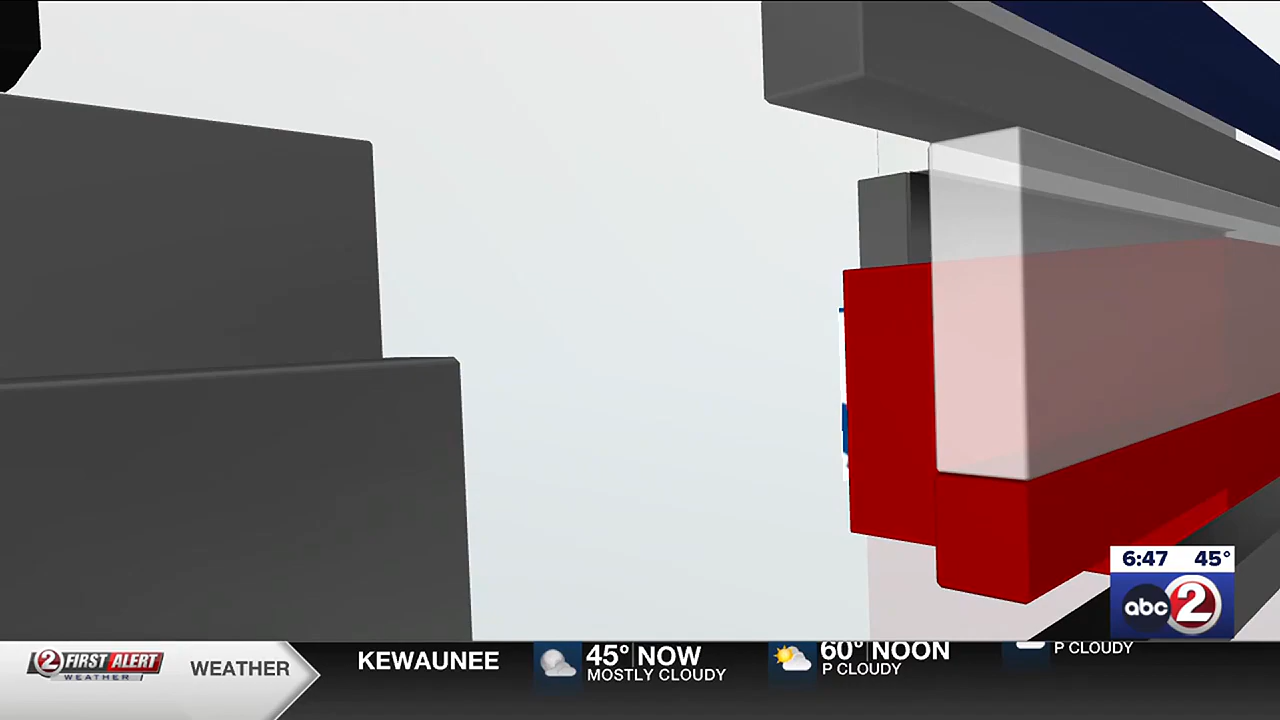 6:47 45°
abc 2
2 FIRST ALERT
WEATHER
WEATHER
KEWAUNEE
45° NOW
MOSTLY CLOUDY
60° NOON
P CLOUDY
P CLOUDY